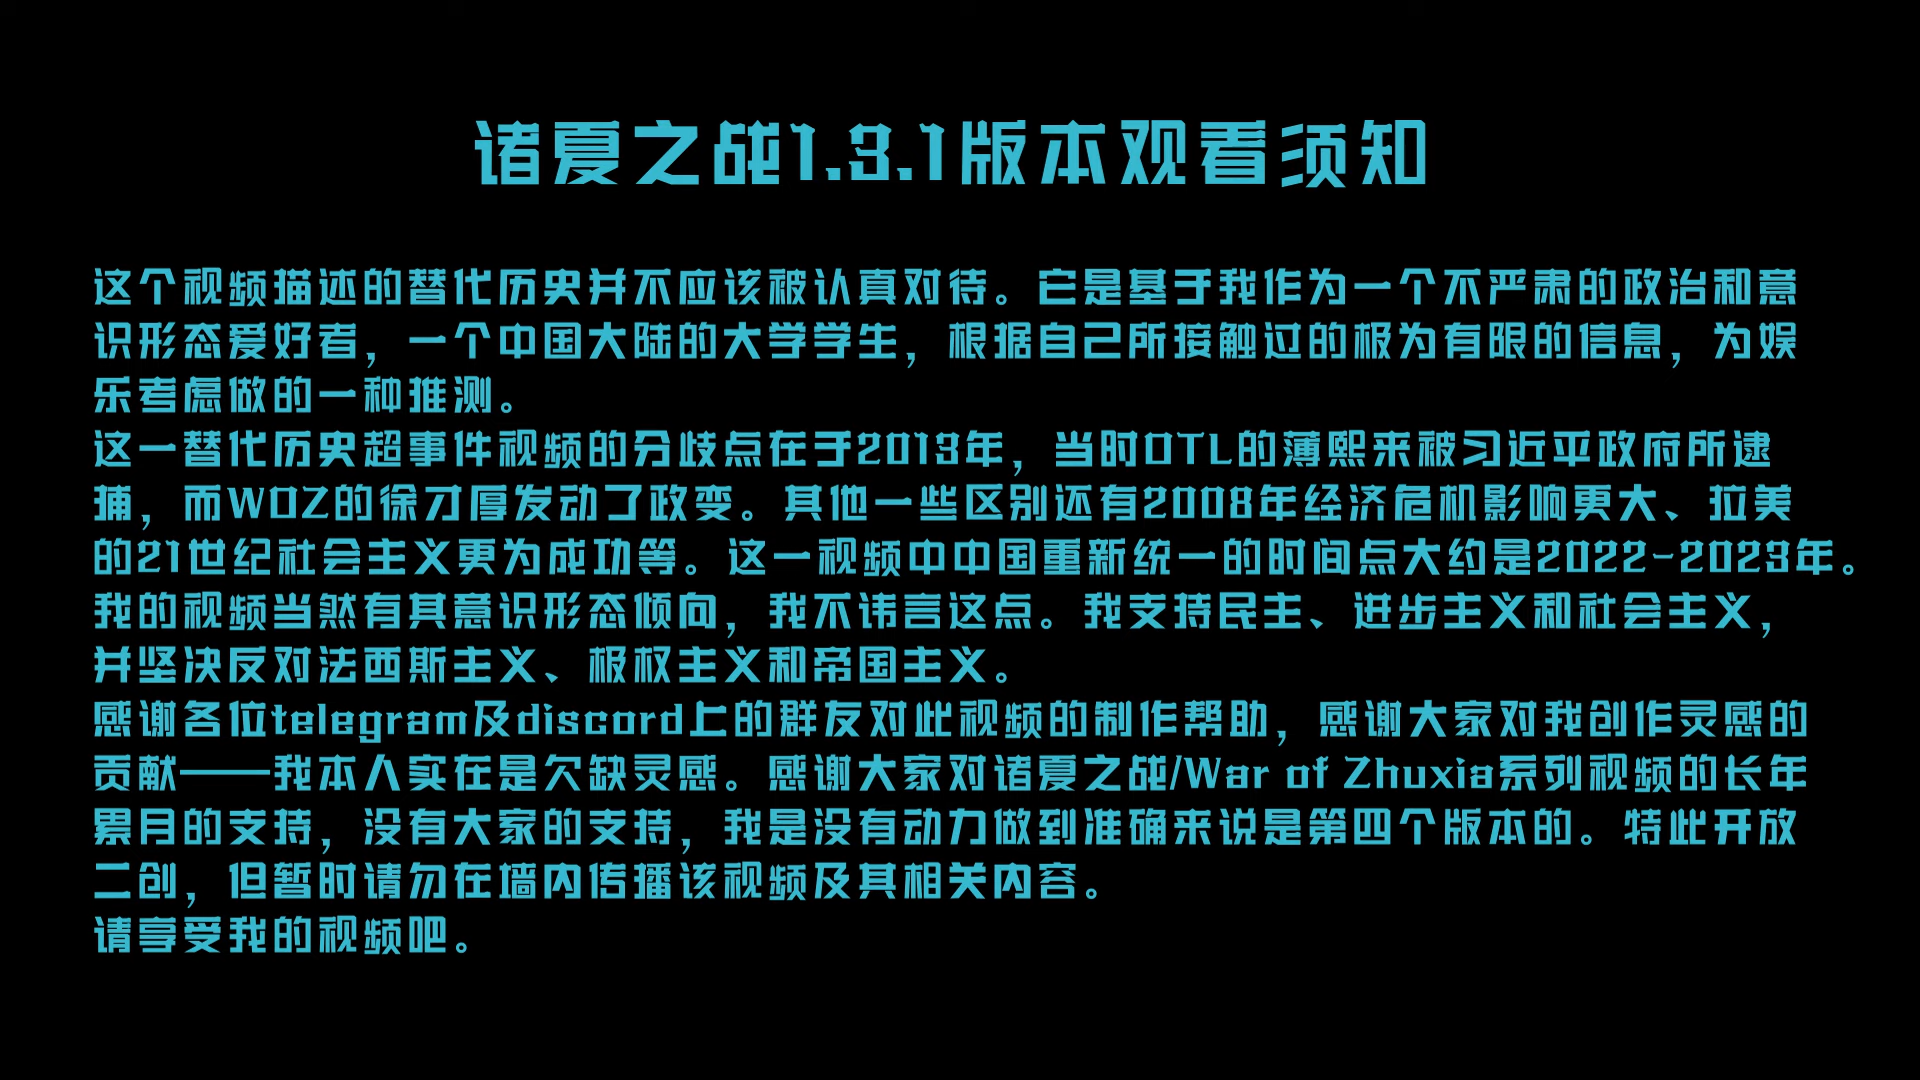 诸夏之战1.3.1版本观看须知
这个视频描述的替代历史并不应该被认真对待。它是基于我作为一个不严肃的政治和意
识形态爱好者，一个中国大陆的大学学生，根据自己所接触过的极为有限的信息，为娱
乐考虑做的一种推测。
这一替代历史超事件视频的分歧点在于2013年，当时OTL的薄熙来被习近平政府所逮
捕，而WOZ的徐才厚发动了政变。其他一些区别还有2008年经济危机影响更大、拉美
的21世纪社会主义更为成功等。这一视频中中国重新统一的时间点大约是2022-2023年。
我的视频当然有其意识形态倾向，我不讳言这点。我支持民主、进步主义和社会主义，
并坚决反对法西斯主义、极权主义和帝国主义。
感谢各位telegram及discord上的群友对此视频的制作帮助，感谢大家对我创作灵感的
贡献——我本人实在是欠缺灵感。感谢大家对诸夏之战/War of Zhuxia系列视频的长年
累月的支持，没有大家的支持，我是没有动力做到准确来说是第四个版本的。特此开放
二创，但暂时请勿在墙内传播该视频及其相关内容。
请享受我的视频吧。